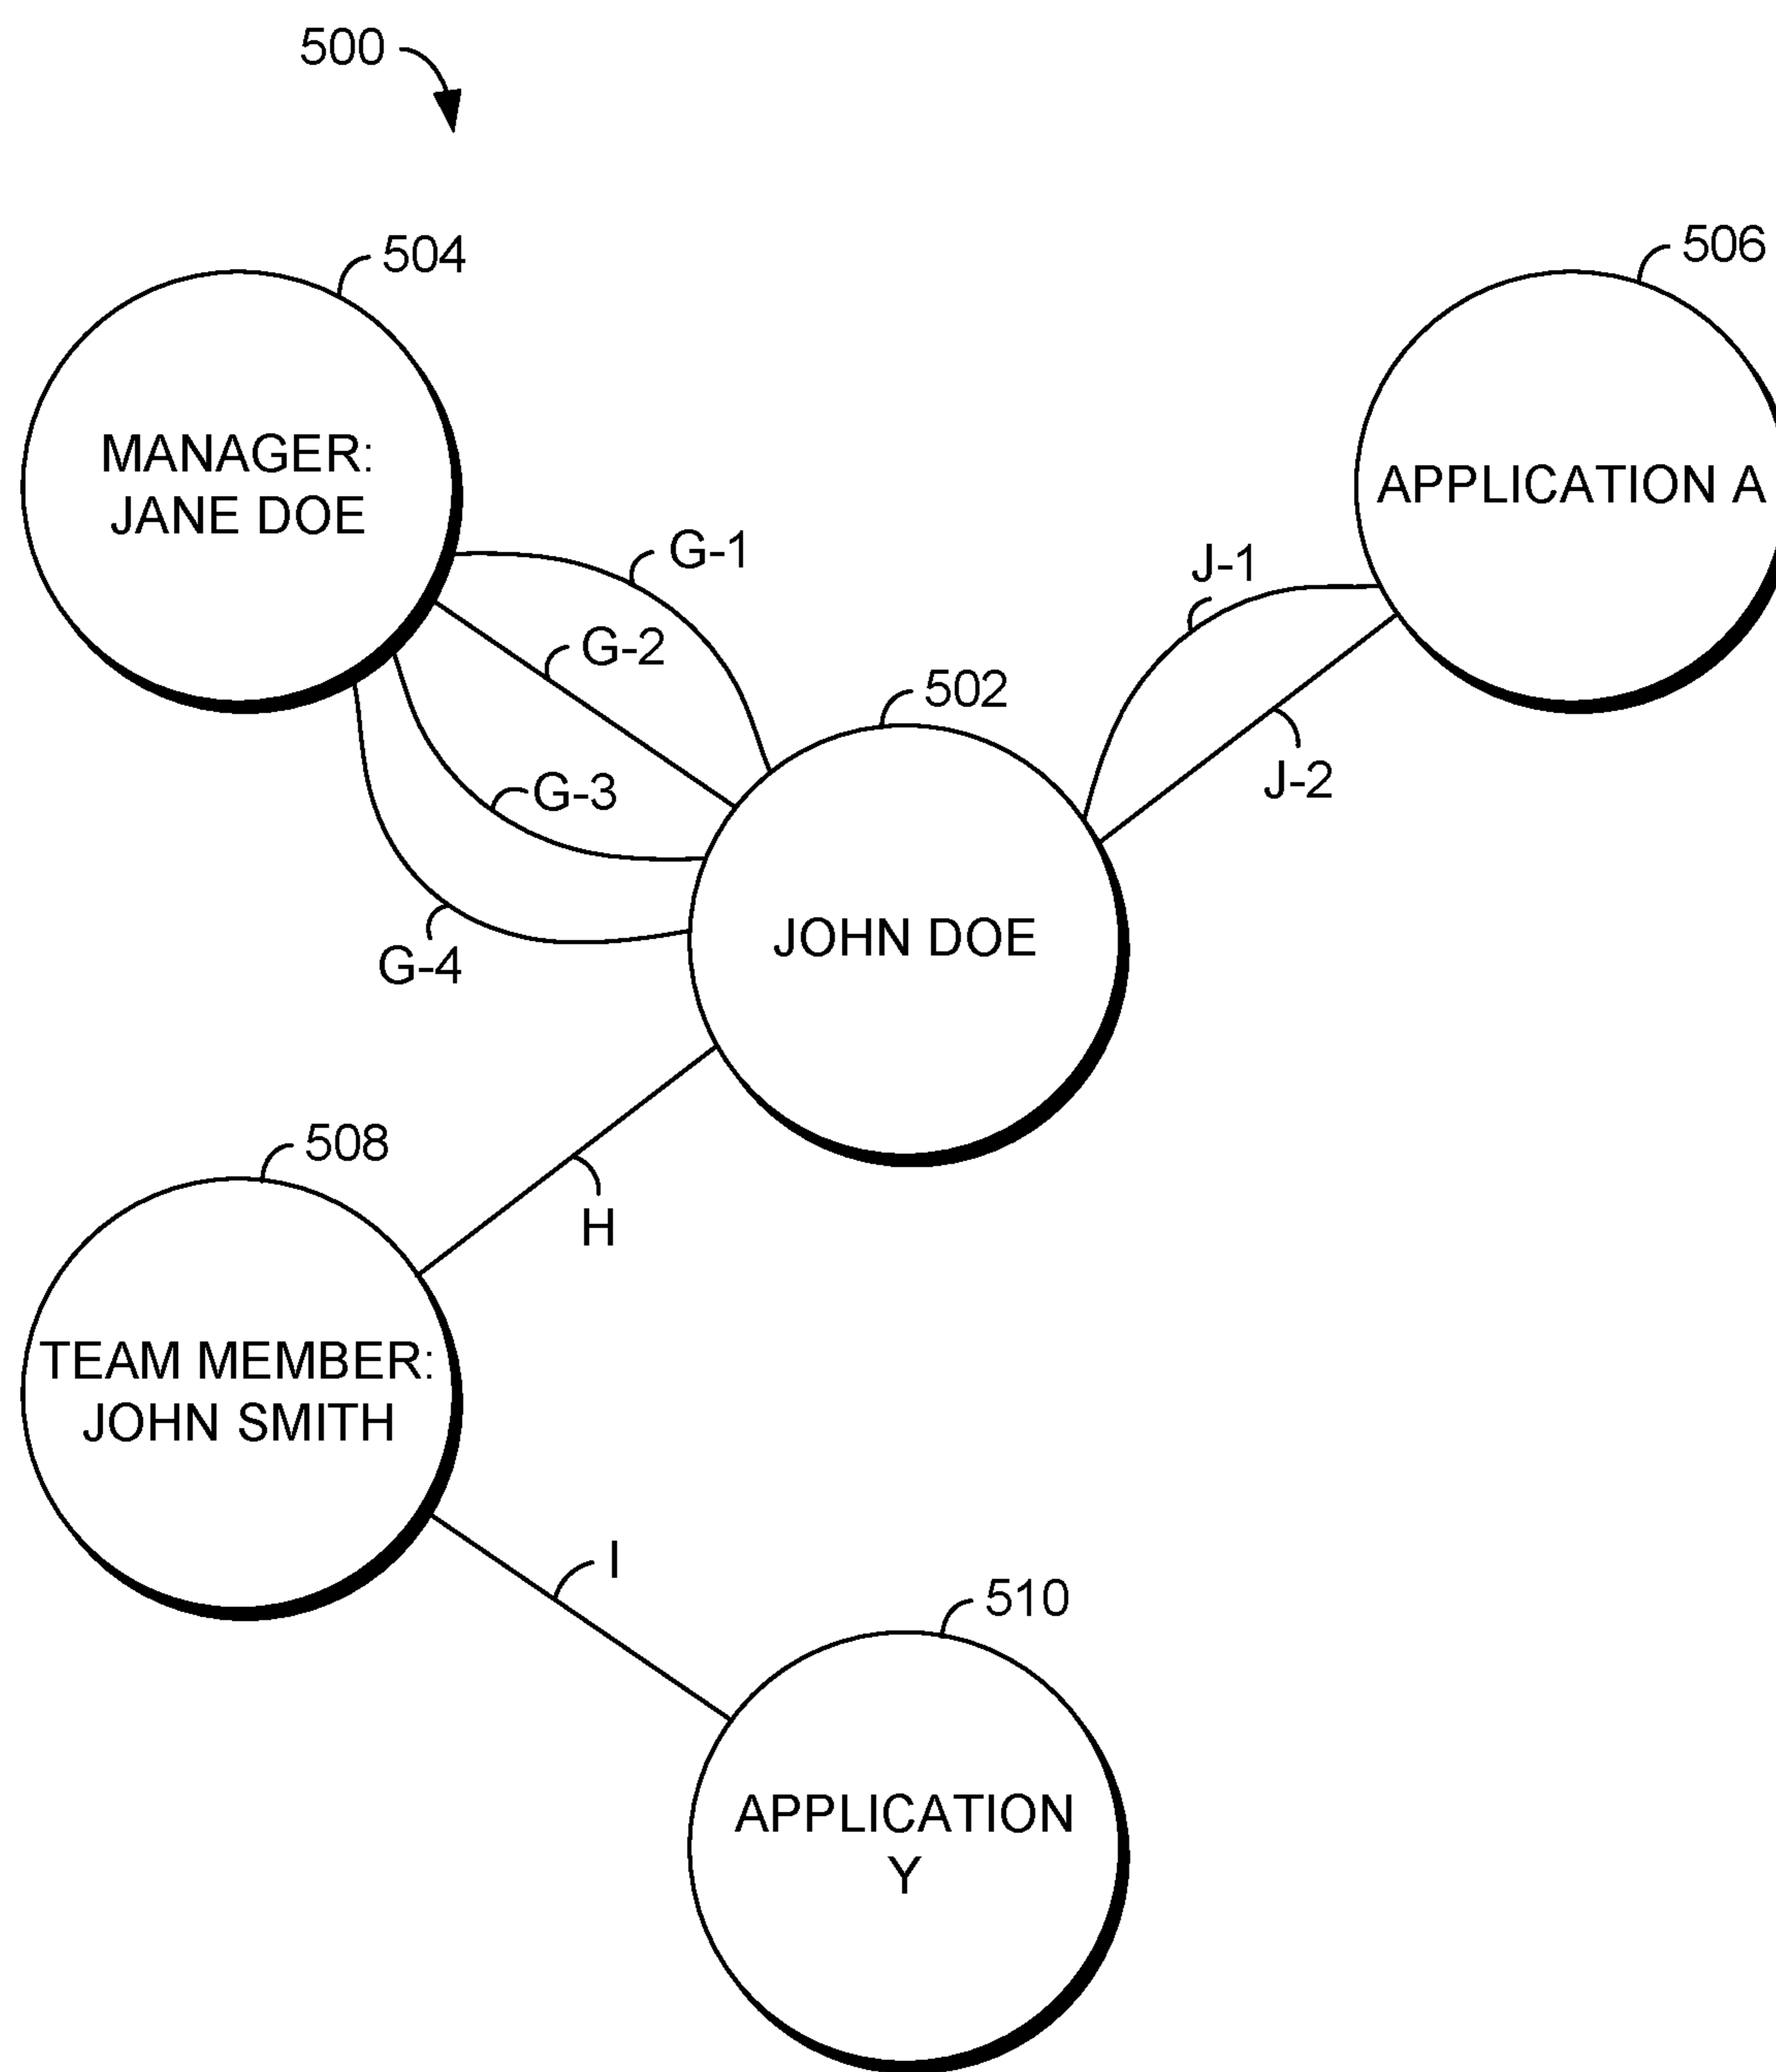 500
504
506
MANAGER:
JANE DOE
APPLICATION A
G-1
J-1
G-2
502
G-3
J-2
JOHN DOE
G-4
508
H
TEAM MEMBER:
JOHN SMITH
I
510
APPLICATION
Y